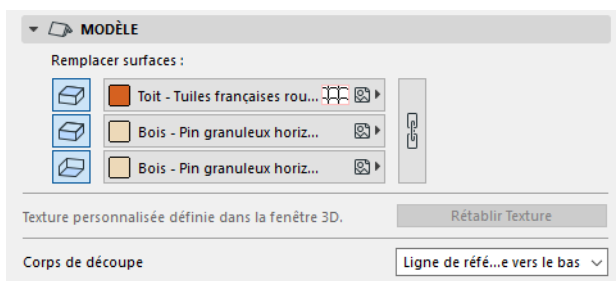 MODÈLE
Remplacer surfaces :
Toit - Tuiles françaises rou...
Bois - Pin granuleux horiz...
Bois - Pin granuleux horiz...
Texture personnalisée définie dans la fenêtre 3D. Rétablir Texture
Corps de découpe Ligne de réfé...e vers le bas